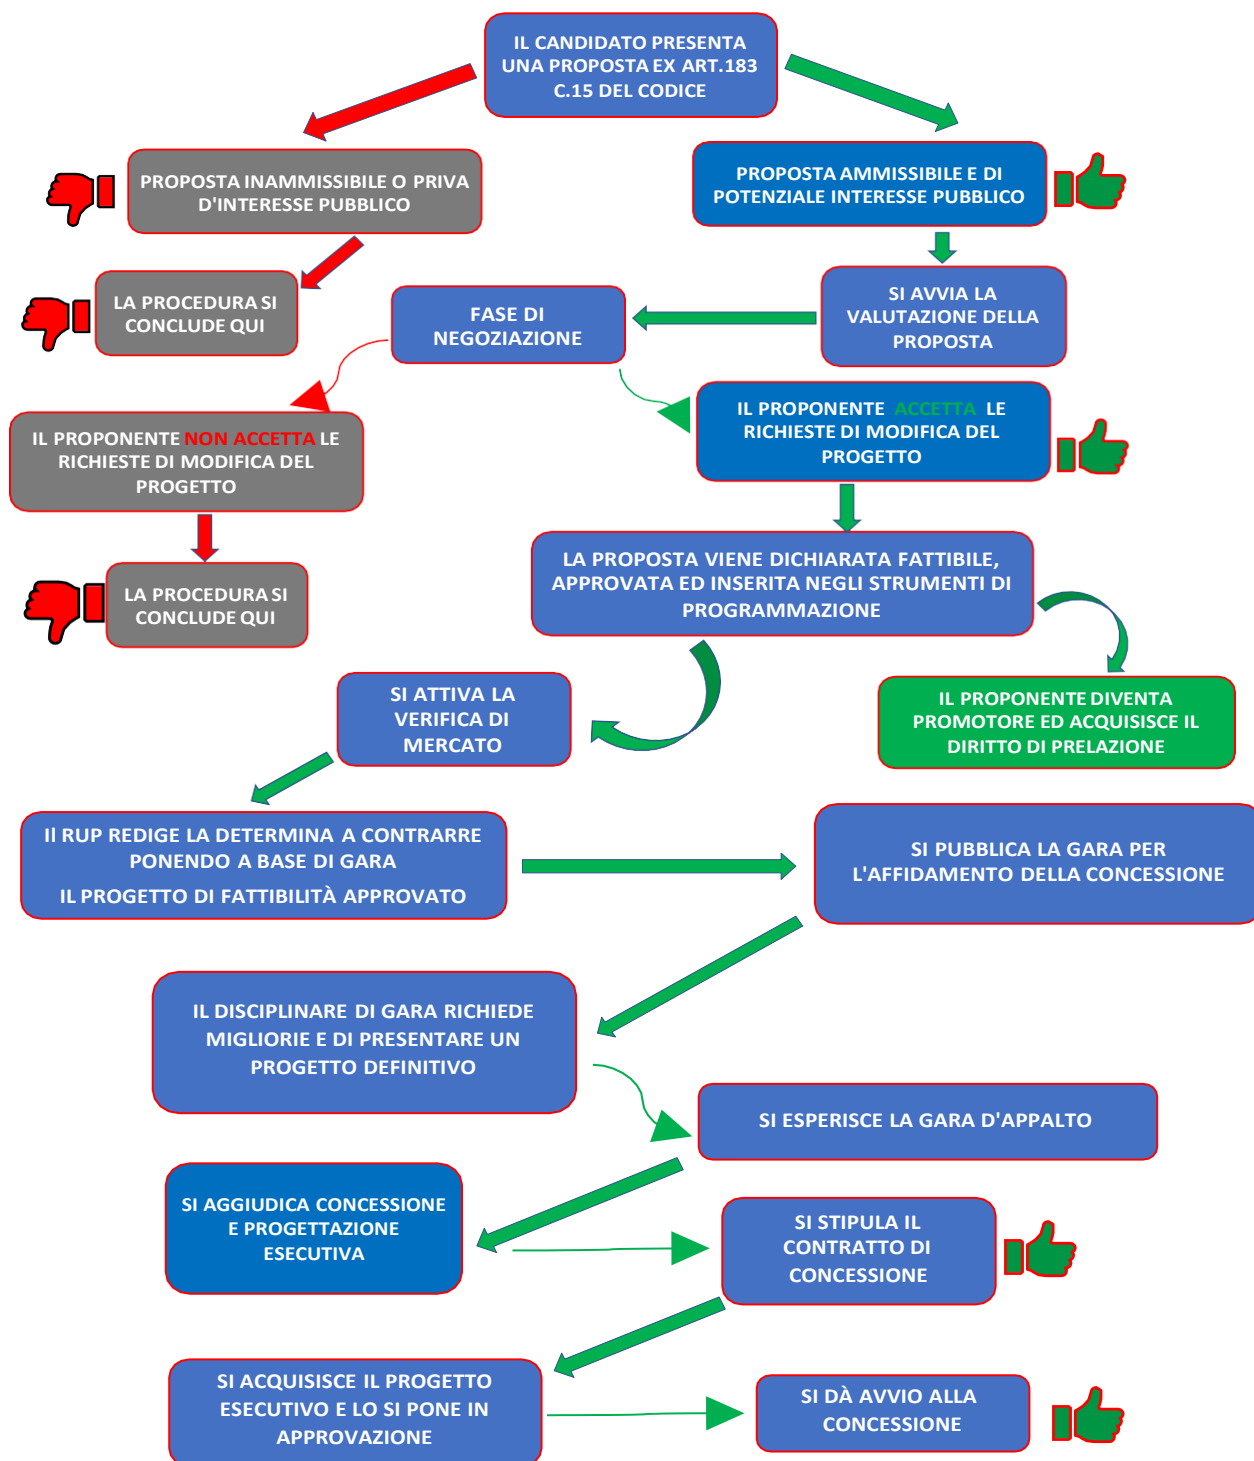 IL CANDIDATO PRESENTA
UNA PROPOSTA EX ART.183
C.15 DEL CODICE
PROPOSTA INAMMISSIBILE O PRIVA
D'INTERESSE PUBBLICO
PROPOSTA AMMISSIBILE E DI
POTENZIALE INTERESSE PUBBLICO
LA PROCEDURA SI
CONCLUDE QUI
FASE DI
NEGOZIAZIONE
SI AVVIA LA
VALUTAZIONE DELLA
PROPOSTA
IL PROPONENTE NON ACCETTA LE
RICHIESTE DI MODIFICA DEL
PROGETTO
IL PROPONENTE ACCETTA LE
RICHIESTE DI MODIFICA DEL
PROGETTO
LA PROCEDURA SI
CONCLUDE QUI
LA PROPOSTA VIENE DICHIARATA FATTIBILE,
APPROVATA ED INSERITA NEGLI STRUMENTI DI
PROGRAMMAZIONE
SI ATTIVA LA
VERIFICA DI
MERCATO
IL PROPONENTE DIVENTA
PROMOTORE ED ACQUISISCE IL
DIRITTO DI PRELAZIONE
Il RUP REDIGE LA DETERMINA A CONTRARRE
PONENDO A BASE DI GARA
IL PROGETTO DI FATTIBILITÀ APPROVATO
SI PUBBLICA LA GARA PER
L'AFFIDAMENTO DELLA CONCESSIONE
IL DISCIPLINARE DI GARA RICHIEDE
MIGLIORIE E DI PRESENTARE UN
PROGETTO DEFINITIVO
SI ESPERISCE LA GARA D'APPALTO
SI AGGIUDICA CONCESSIONE
E PROGETTAZIONE
ESECUTIVA
SI STIPULA IL
CONTRATTO DI
CONCESSIONE
SI ACQUISISCE IL PROGETTO
ESECUTIVO E LO SI PONE IN
APPROVAZIONE
SI DÀ AVVIO ALLA
CONCESSIONE